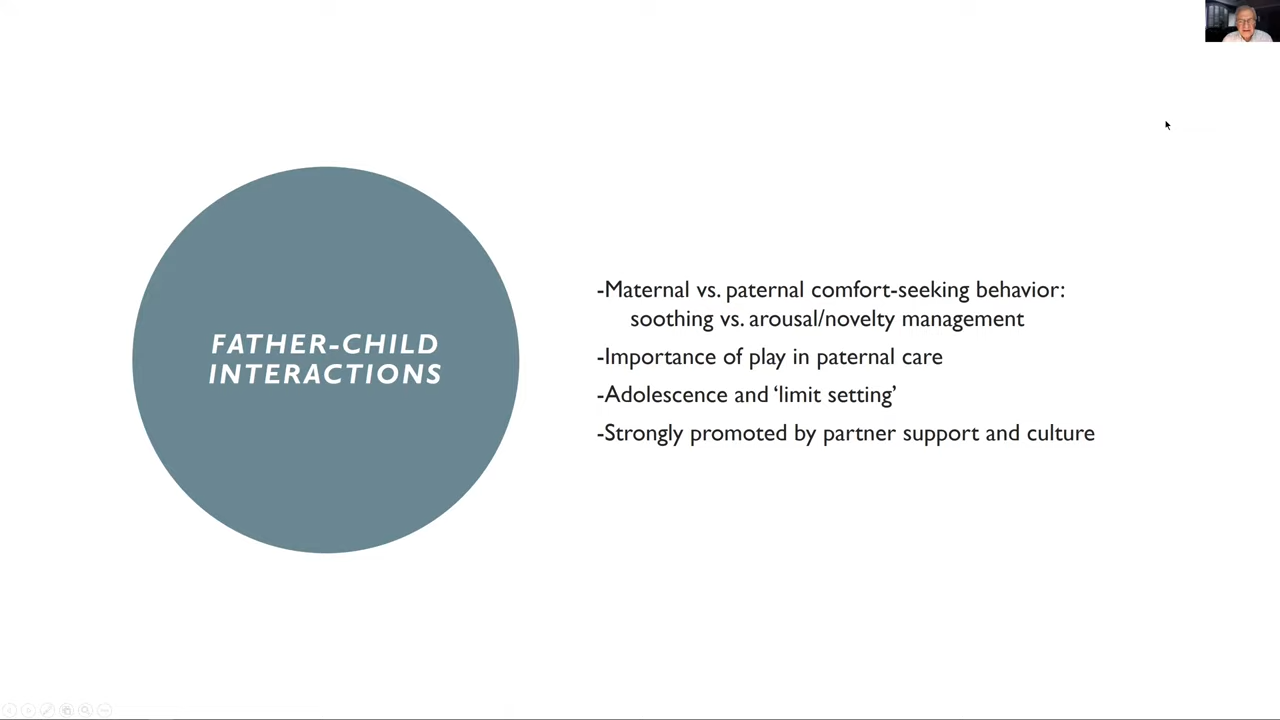 FATHER-CHILD
INTERACTIONS
-Maternal vs. paternal comfort-seeking behavior:
soothing vs. arousal/novelty management
-Importance of play in paternal care
-Adolescence and ‘limit setting’
-Strongly promoted by partner support and culture